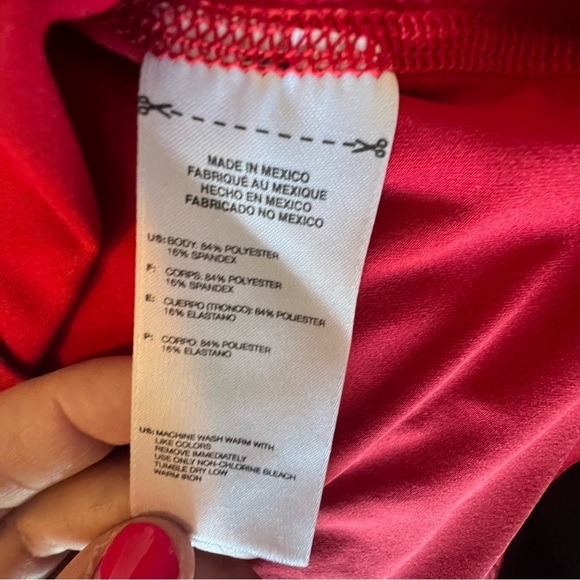 MADE IN MEXICO
FABRIQUÉ AU MEXIQUE
HECHO EN MEXICO
FABRICADO NO MEXICO
US: BODY: 84% POLYESTER
16% SPANDEX
F: CORPS: 84% POLYESTER
16% SPANDEX
E: CUERPO (TRONCO): 84% POLIESTER
16% ELASTANO
P: CORPO: 84% POLIESTER
16% ELASTANO
US: MACHINE WASH WARM WITH
LIKE COLORS
REMOVE IMMEDIATELY
USE ONLY NON-CHLORINE BLEACH
TUMBLE DRY LOW
WARM IRON